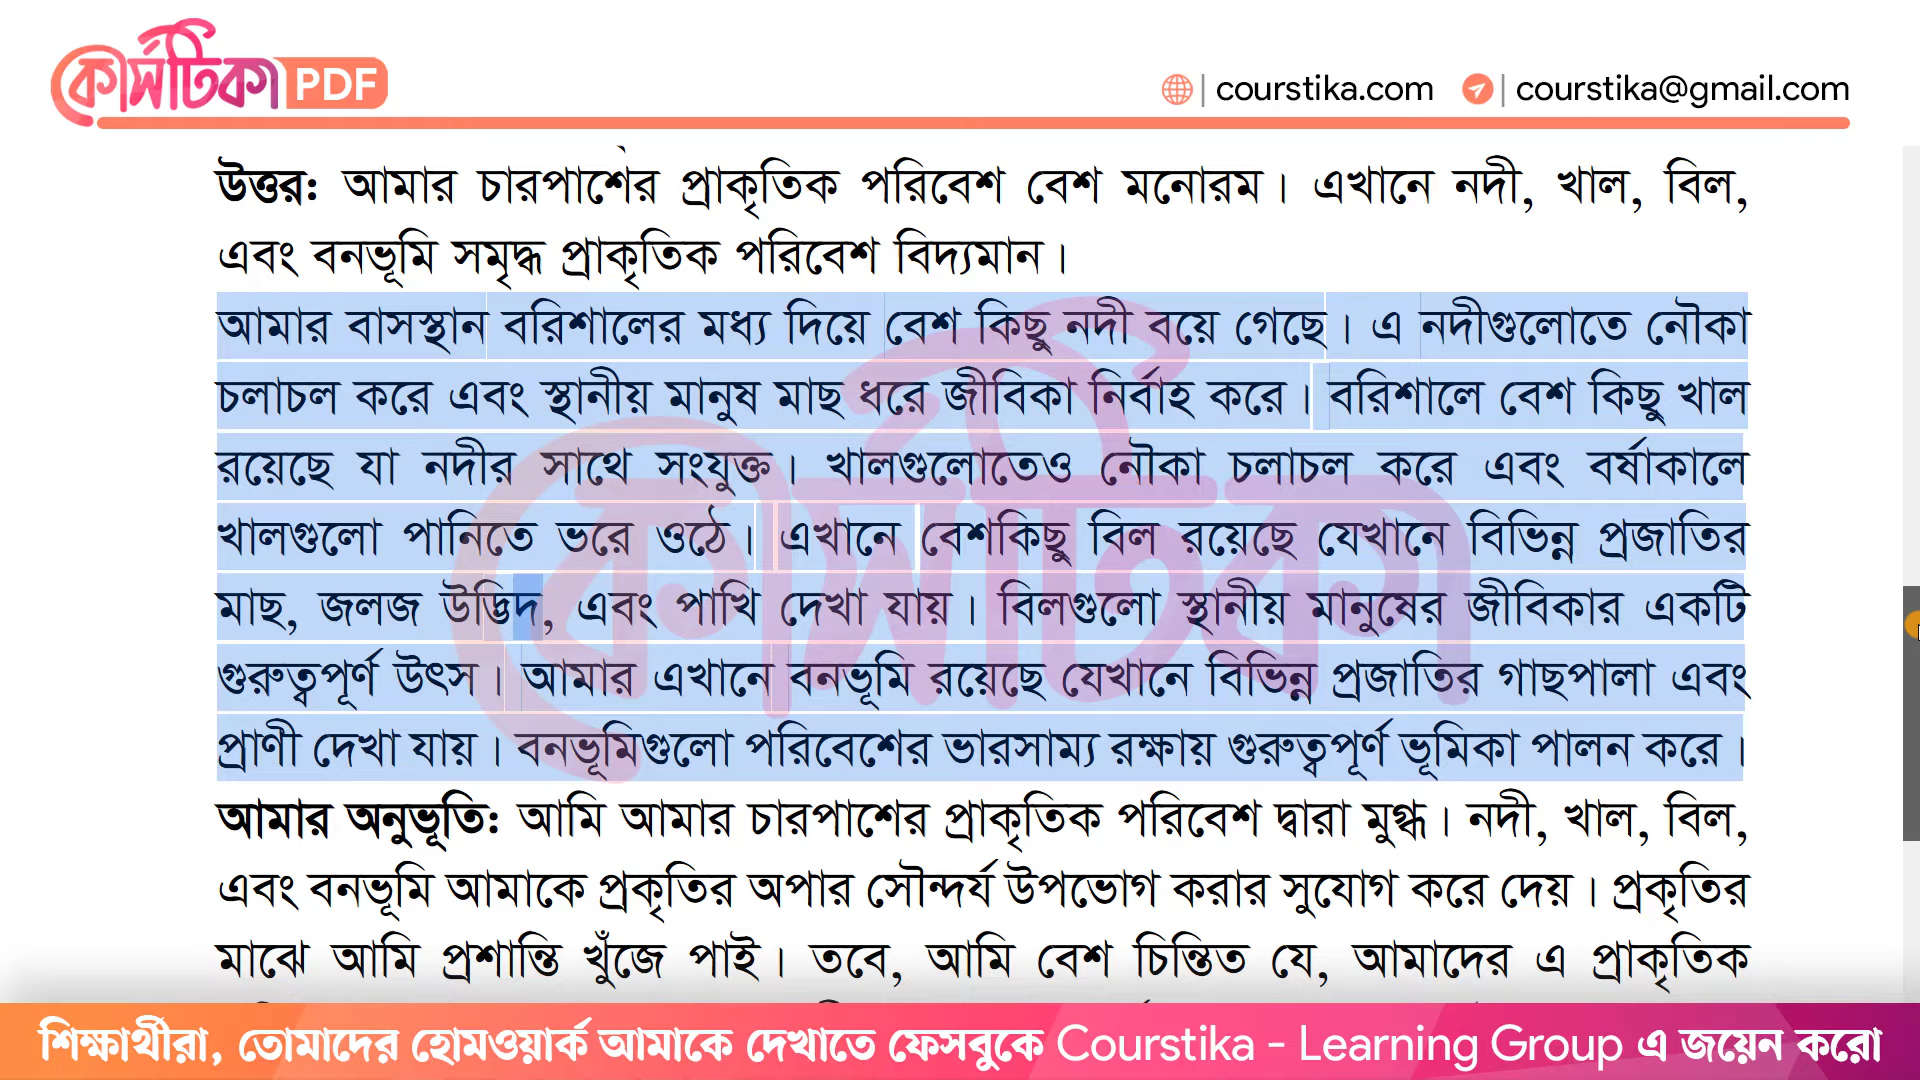 কোর্সটিকা PDF
courstika.com
courstika@gmail.com
উত্তর: আমার চারপাশের প্রাকৃতিক পরিবেশ বেশ মনোরম। এখানে নদী, খাল, বিল,
এবং বনভূমি সমৃদ্ধ প্রাকৃতিক পরিবেশ বিদ্যমান।
আমার বাসস্থান বরিশালের মধ্য দিয়ে বেশ কিছু নদী বয়ে গেছে। এ নদীগুলোতে নৌকা
চলাচল করে এবং স্থানীয় মানুষ মাছ ধরে জীবিকা নির্বাহ করে। বরিশালে বেশ কিছু খাল
রয়েছে যা নদীর সাথে সংযুক্ত। খালগুলোতেও নৌকা চলাচল করে এবং বর্ষাকালে
খালগুলো পানিতে ভরে ওঠে। এখানে বেশকিছু বিল রয়েছে যেখানে বিভিন্ন প্রজাতির
মাছ, জলজ উদ্ভিদ, এবং পাখি দেখা যায়। বিলগুলো স্থানীয় মানুষের জীবিকার একটি
গুরুত্বপূর্ণ উৎস। আমার এখানে বনভূমি রয়েছে যেখানে বিভিন্ন প্রজাতির গাছপালা এবং
প্রাণী দেখা যায়। বনভূমিগুলো পরিবেশের ভারসাম্য রক্ষায় গুরুত্বপূর্ণ ভূমিকা পালন করে।
কোর্সটিকা
আমার অনুভূতি: আমি আমার চারপাশের প্রাকৃতিক পরিবেশ দ্বারা মুগ্ধ। নদী, খাল, বিল,
এবং বনভূমি আমাকে প্রকৃতির অপার সৌন্দর্য উপভোগ করার সুযোগ করে দেয়। প্রকৃতির
মাঝে আমি প্রশান্তি খুঁজে পাই। তবে, আমি বেশ চিন্তিত যে, আমাদের এ প্রাকৃতিক
শিক্ষার্থীরা, তোমাদের হোমওয়ার্ক আমাকে দেখাতে ফেসবুকে Courstika - Learning Group এ জয়েন করো